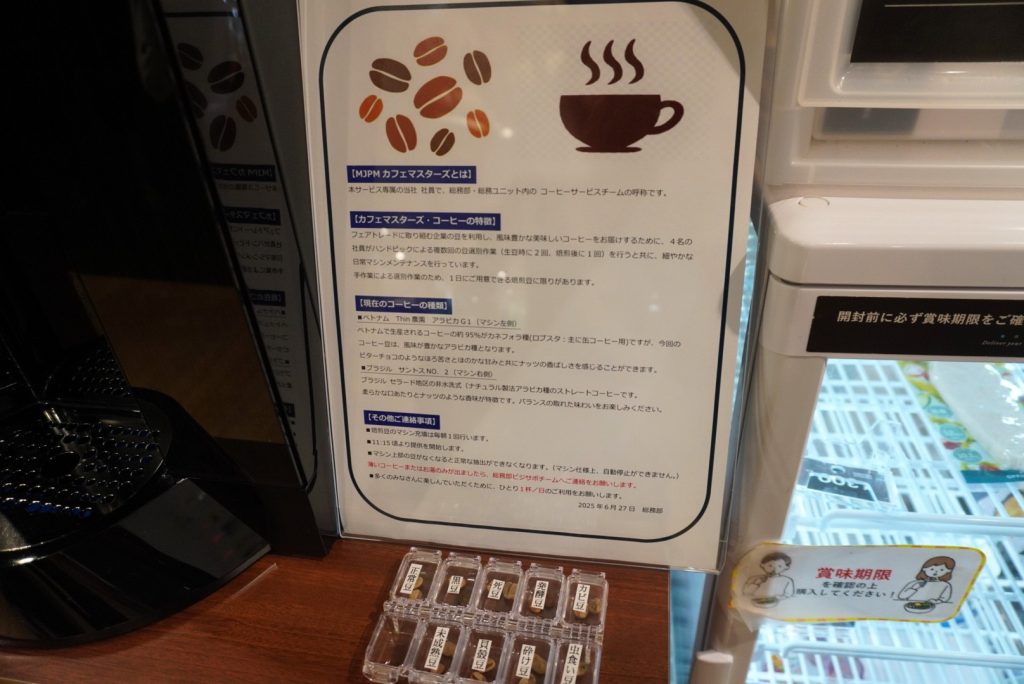 【MJPM カフェマスターズとは】
本サービス専属の当社 社員で、総務部・総務ユニット内の コーヒーサービスチームの呼称です。
【カフェマスターズ・コーヒーの特徴】
フェアトレードに取り組む企業の豆を利用し、風味豊かな美味しいコーヒーをお届けするために、４名の
社員がハンドピックによる複数回の豆選別作業（生豆時に２回、焙煎後に１回）を行うと共に、細やかな
日常マシンメンテナンスを行っています。
手作業による選別作業のため、１日にご用意できる焙煎豆に限りがあります。
【現在のコーヒーの種類】
■ベトナム Thin農園 アラビカG１（マシン左側）
ベトナムで生産されるコーヒーの約95%がカネフォラ種(ロブスタ：主に缶コーヒー用)ですが、今回の
コーヒー豆は、風味が豊かなアラビカ種となります。
ビターチョコのようなほろ苦さとほのかな甘みと共にナッツの香ばしさを感じることができます。
■ブラジル サントスNO．２（マシン右側）
ブラジル セラード地区の非水洗式（ナチュラル製法アラビカ種のストレートコーヒーです。
柔らかな口あたりとナッツのような香味が特徴です。バランスの取れた味わいをお楽しみください。
【その他ご連絡事項】
■焙煎豆のマシン充填は毎朝１回行います。
■11:15頃より提供を開始します。
■マシン上部の豆がなくなると正常な抽出ができなくなります。（マシン仕様上、自動停止ができません。）
薄いコーヒーまたはお湯のみが出ましたら、総務部ビジサポチームへご連絡をお願いします。
■多くのみなさんに楽しんでいただくために、ひとり１杯／日のご利用をお願いします。
2025年６月27日 総務部
正常豆
黒豆
死豆
発酵豆
カビ豆
未成熟豆
貝殻豆
砕け豆
虫食い豆
開封前に必ず賞味期限をご確
Deliver your
賞味期限
を確認の上
購入してください！